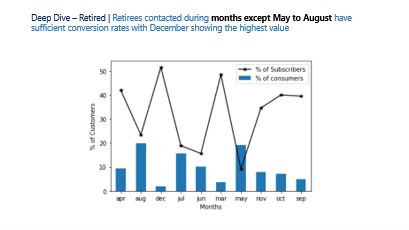 Deep Dive – Retired | Retirees contacted during months except May to August have
sufficient conversion rates with December showing the highest value
% of Subscribers
% of consumers
% of Customers
50
40
30
20
10
0
apr aug dec jul jun mar may nov oct sep
Months